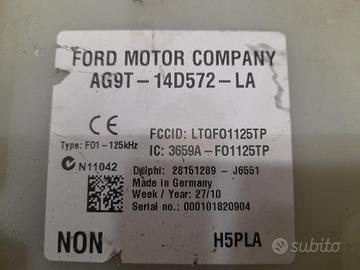 FORD MOTOR COMPANY
AG9T-14D572-LA
CE
FCCID: LTQFO1125TP
Type: F01-125kHz
IC: 3659A-FO1125TP
N11042
Delphi: 28151289 - J6551
Made in Germany
Week / Year: 27/10
Serial no.: 000101820904
NON
H5PLA
subito